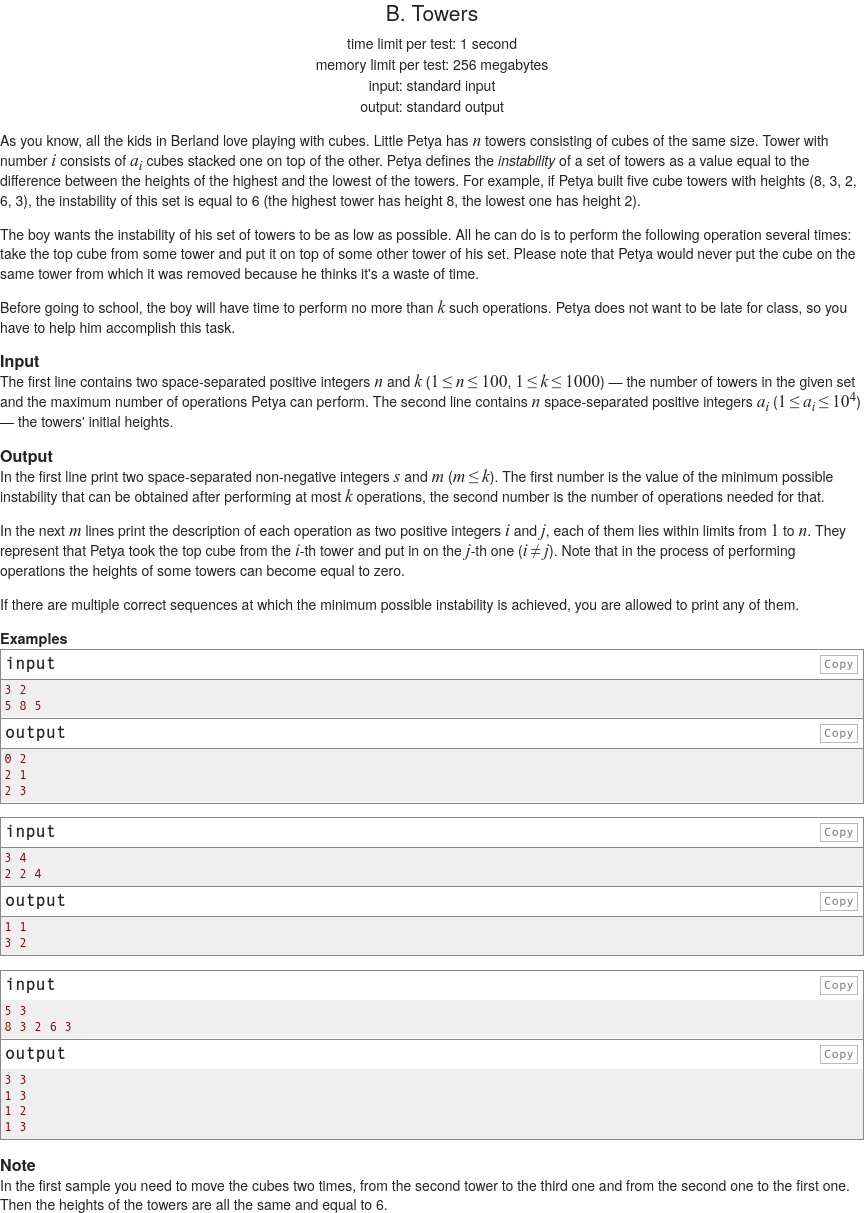 B. Towers
time limit per test: 1 second
memory limit per test: 256 megabytes
input: standard input
output: standard output
As you know, all the kids in Berland love playing with cubes. Little Petya has n towers consisting of cubes of the same size. Tower with
number i consists of a_i cubes stacked one on top of the other. Petya defines the instability of a set of towers as a value equal to the
difference between the heights of the highest and the lowest of the towers. For example, if Petya built five cube towers with heights (8, 3, 2,
6, 3), the instability of this set is equal to 6 (the highest tower has height 8, the lowest one has height 2).
The boy wants the instability of his set of towers to be as low as possible. All he can do is to perform the following operation several times:
take the top cube from some tower and put it on top of some other tower of his set. Please note that Petya would never put the cube on the
same tower from which it was removed because he thinks it's a waste of time.
Before going to school, the boy will have time to perform no more than k such operations. Petya does not want to be late for class, so you
have to help him accomplish this task.
Input
The first line contains two space-separated positive integers n and k (1 ≤ n ≤ 100, 1 ≤ k ≤ 1000) — the number of towers in the given set
and the maximum number of operations Petya can perform. The second line contains n space-separated positive integers a_i (1 ≤ a_i ≤ 10^4)
— the towers' initial heights.
Output
In the first line print two space-separated non-negative integers s and m (m ≤ k). The first number is the value of the minimum possible
instability that can be obtained after performing at most k operations, the second number is the number of operations needed for that.
In the next m lines print the description of each operation as two positive integers i and j, each of them lies within limits from 1 to n. They
represent that Petya took the top cube from the i-th tower and put in on the j-th one (i ≠ j). Note that in the process of performing
operations the heights of some towers can become equal to zero.
If there are multiple correct sequences at which the minimum possible instability is achieved, you are allowed to print any of them.
Examples
input Copy
3 2
5 8 5
output Copy
0 2
2 1
2 3
input Copy
3 4
2 2 4
output Copy
1 1
3 2
input Copy
5 3
8 3 2 6 3
output Copy
3 3
1 3
1 2
1 3
Note
In the first sample you need to move the cubes two times, from the second tower to the third one and from the second one to the first one.
Then the heights of the towers are all the same and equal to 6.